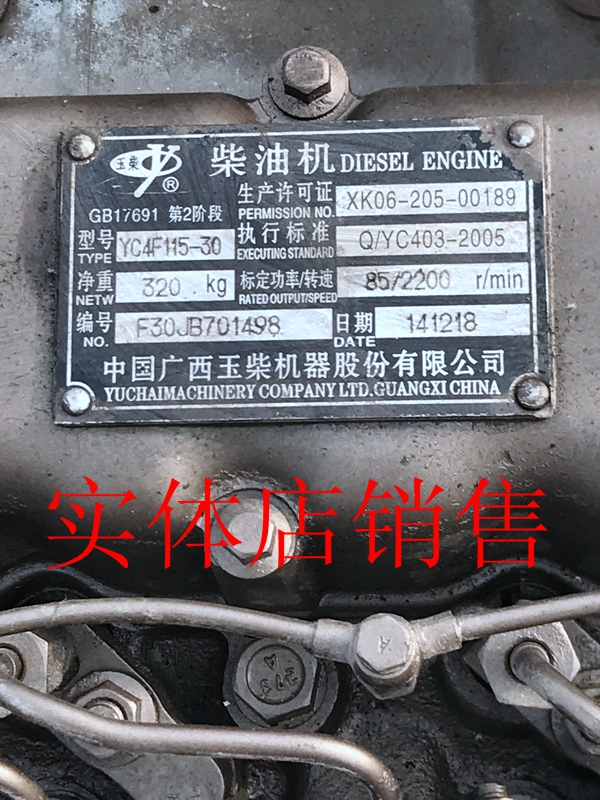 玉柴 ® 柴油机 DIESEL ENGINE
GB17691 第2阶段
生产许可证 XK06-205-00189
PERMISSION NO.
型号 YC4F115-30 执行标准 Q/YC403-2005
TYPE EXECUTING STANDARD
净重 320 kg 标定功率/转速 85/2200 r/min
NETW RATED OUTPUT/SPEED
编号 F30JB701498 日期 141218
NO. DATE
中国广西玉柴机器股份有限公司
YUCHAIMACHINERY COMPANY LTD.GUANGXI CHINA
实体店销售